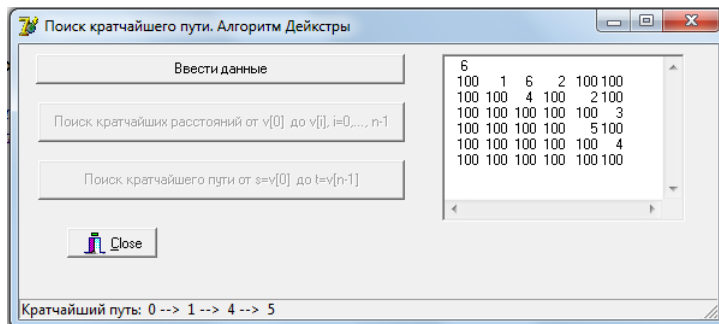 Поиск кратчайшего пути. Алгоритм Дейкстры
Ввести данные
Поиск кратчайших расстояний от v[0] до v[i], i=0,..., n-1
Поиск кратчайшего пути от s=v[0] до t=v[n-1]
Close
6
100 1 6 2 100 100
100 100 4 100 2 100
100 100 100 100 100 3
100 100 100 100 5 100
100 100 100 100 100 4
100 100 100 100 100 100
Кратчайший путь: 0 --> 1 --> 4 --> 5